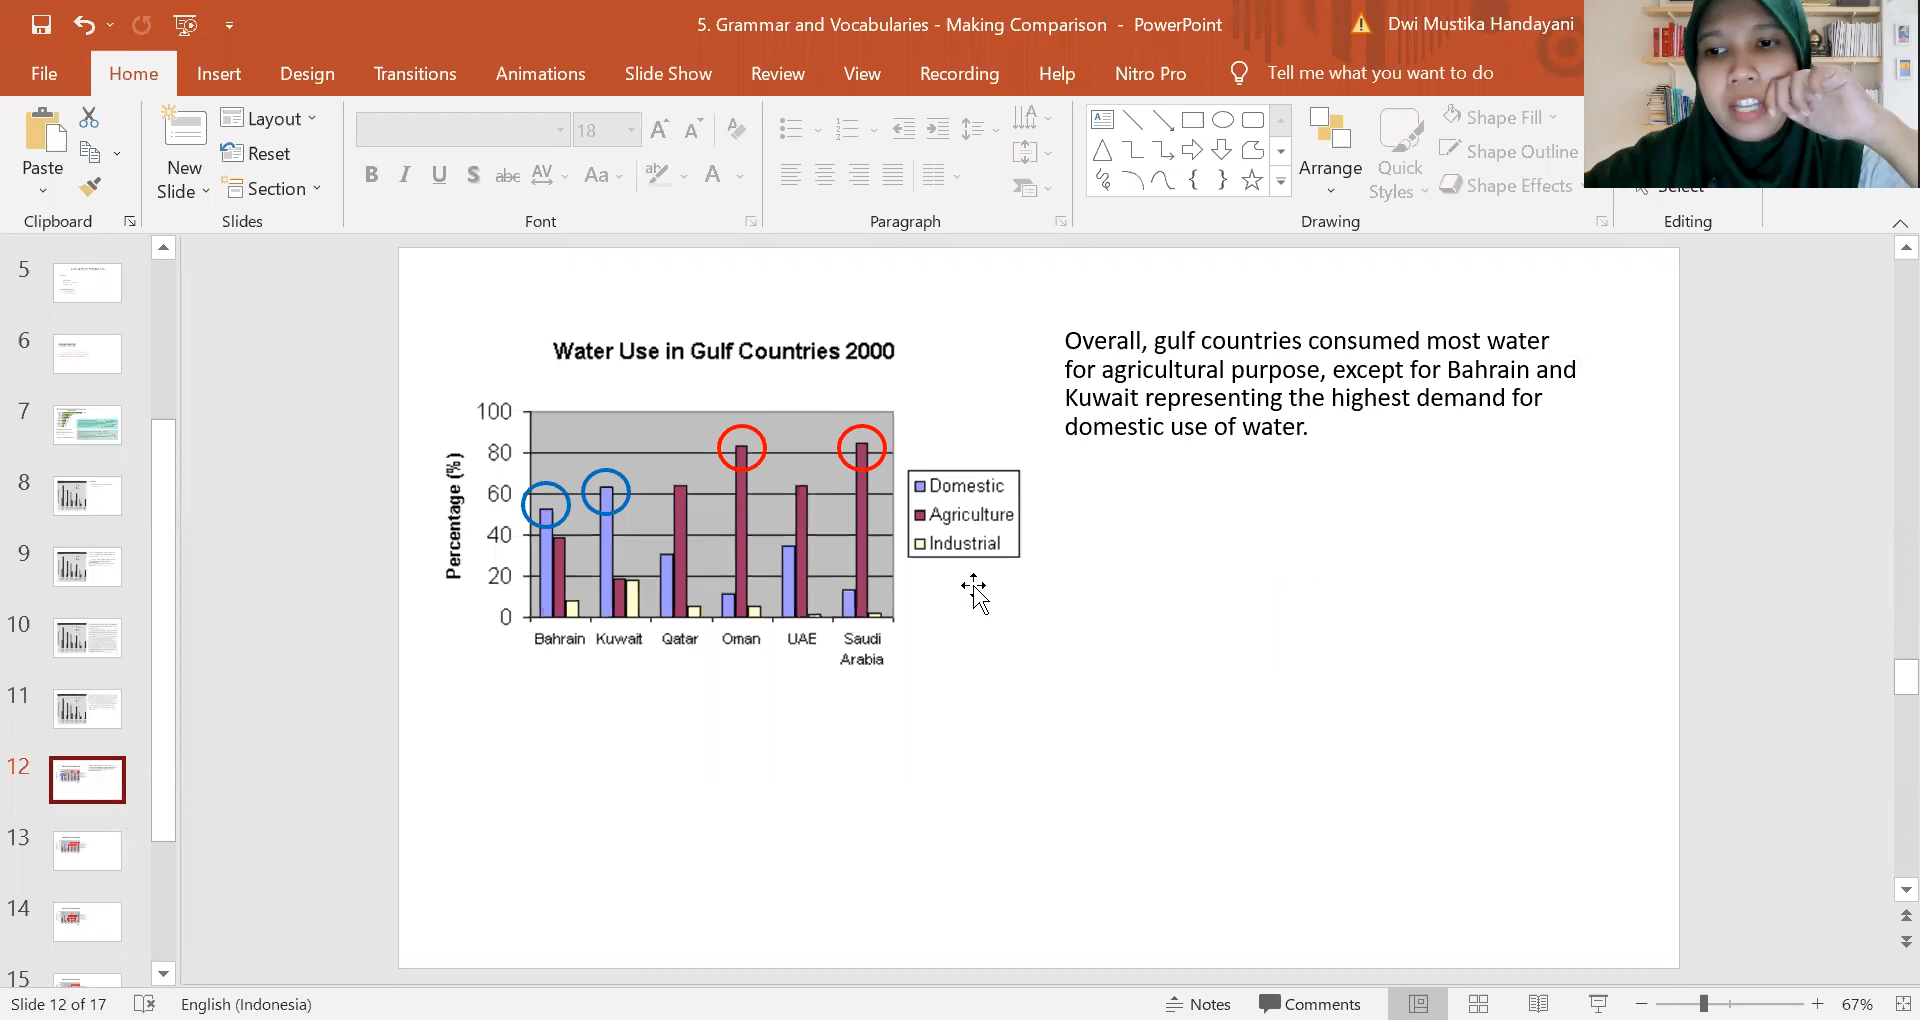 5. Grammar and Vocabularies - Making Comparison - PowerPoint
Dwi Mustika Handayani
File Home Insert Design Transitions Animations Slide Show Review View Recording Help Nitro Pro Tell me what you want to do
Paste
Clipboard
New
Slide
Layout
Reset
Section
Slides
18
B I U S abc AV Aa A
Font
Paragraph
Arrange
Quick
Styles
Shape Fill
Shape Outline
Shape Effects
Drawing
Select
Editing
5
6
7
8
9
10
11
12
13
14
15
Water Use in Gulf Countries 2000
Percentage (%)
100
80
60
40
20
0
Bahrain Kuwait Qatar Oman UAE Saudi
Arabia
Domestic
Agriculture
Industrial
Overall, gulf countries consumed most water
for agricultural purpose, except for Bahrain and
Kuwait representing the highest demand for
domestic use of water.
Slide 12 of 17 English (Indonesia) Notes Comments 67%